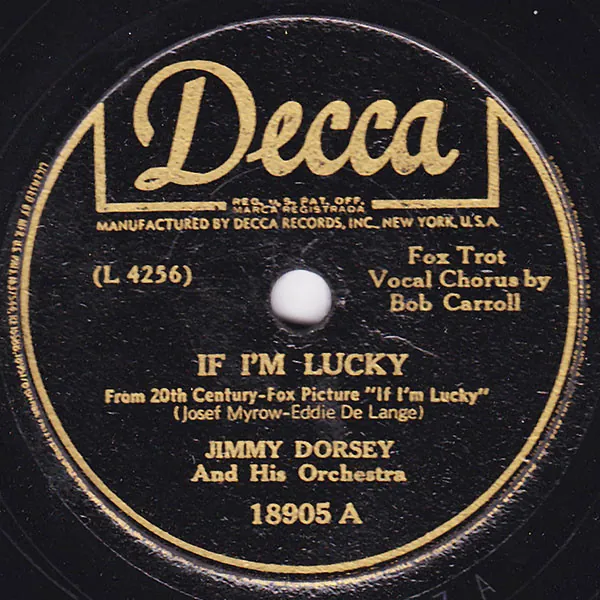 Decca
REG. U.S. PAT. OFF.
MARCA REGISTRADA
MANUFACTURED BY DECCA RECORDS, INC., NEW YORK, U.S.A.
(L 4256)
Fox Trot
Vocal Chorus by
Bob Carroll
IF I'M LUCKY
From 20th Century-Fox Picture "If I'm Lucky"
(Josef Myrow-Eddie De Lange)
JIMMY DORSEY
And His Orchestra
18905 A